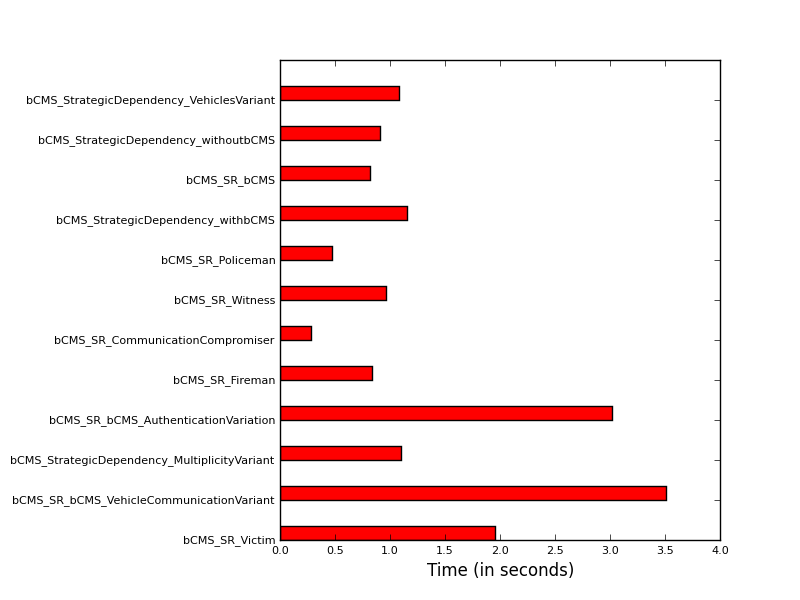 bCMS_StrategicDependency_VehiclesVariant
bCMS_StrategicDependency_withoutbCMS
bCMS_SR_bCMS
bCMS_StrategicDependency_withbCMS
bCMS_SR_Policeman
bCMS_SR_Witness
bCMS_SR_CommunicationCompromiser
bCMS_SR_Fireman
bCMS_SR_bCMS_AuthenticationVariation
bCMS_StrategicDependency_MultiplicityVariant
bCMS_SR_bCMS_VehicleCommunicationVariant
bCMS_SR_Victim
0.0 0.5 1.0 1.5 2.0 2.5 3.0 3.5 4.0
Time (in seconds)